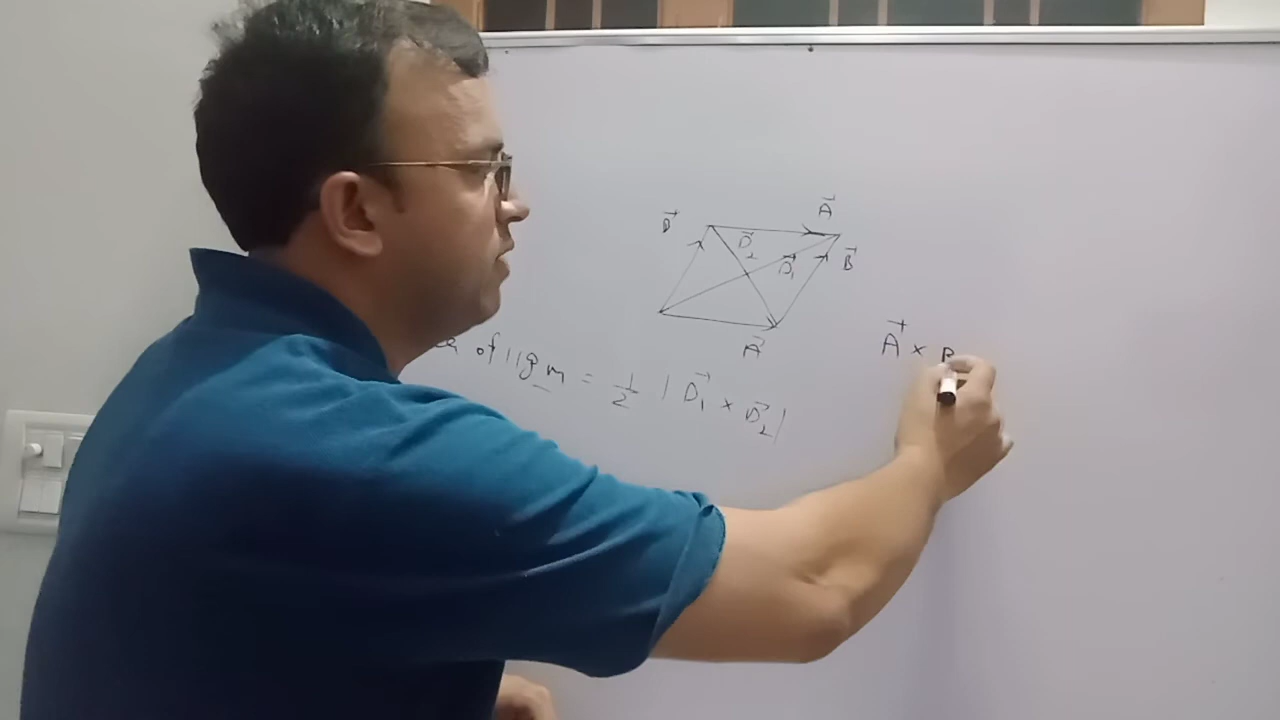 A⃗
B⃗
D⃗₂
D⃗₁
B⃗
A⃗
A⃗ × B
of ||gm = 1/2 |D⃗₁ × D⃗₂|